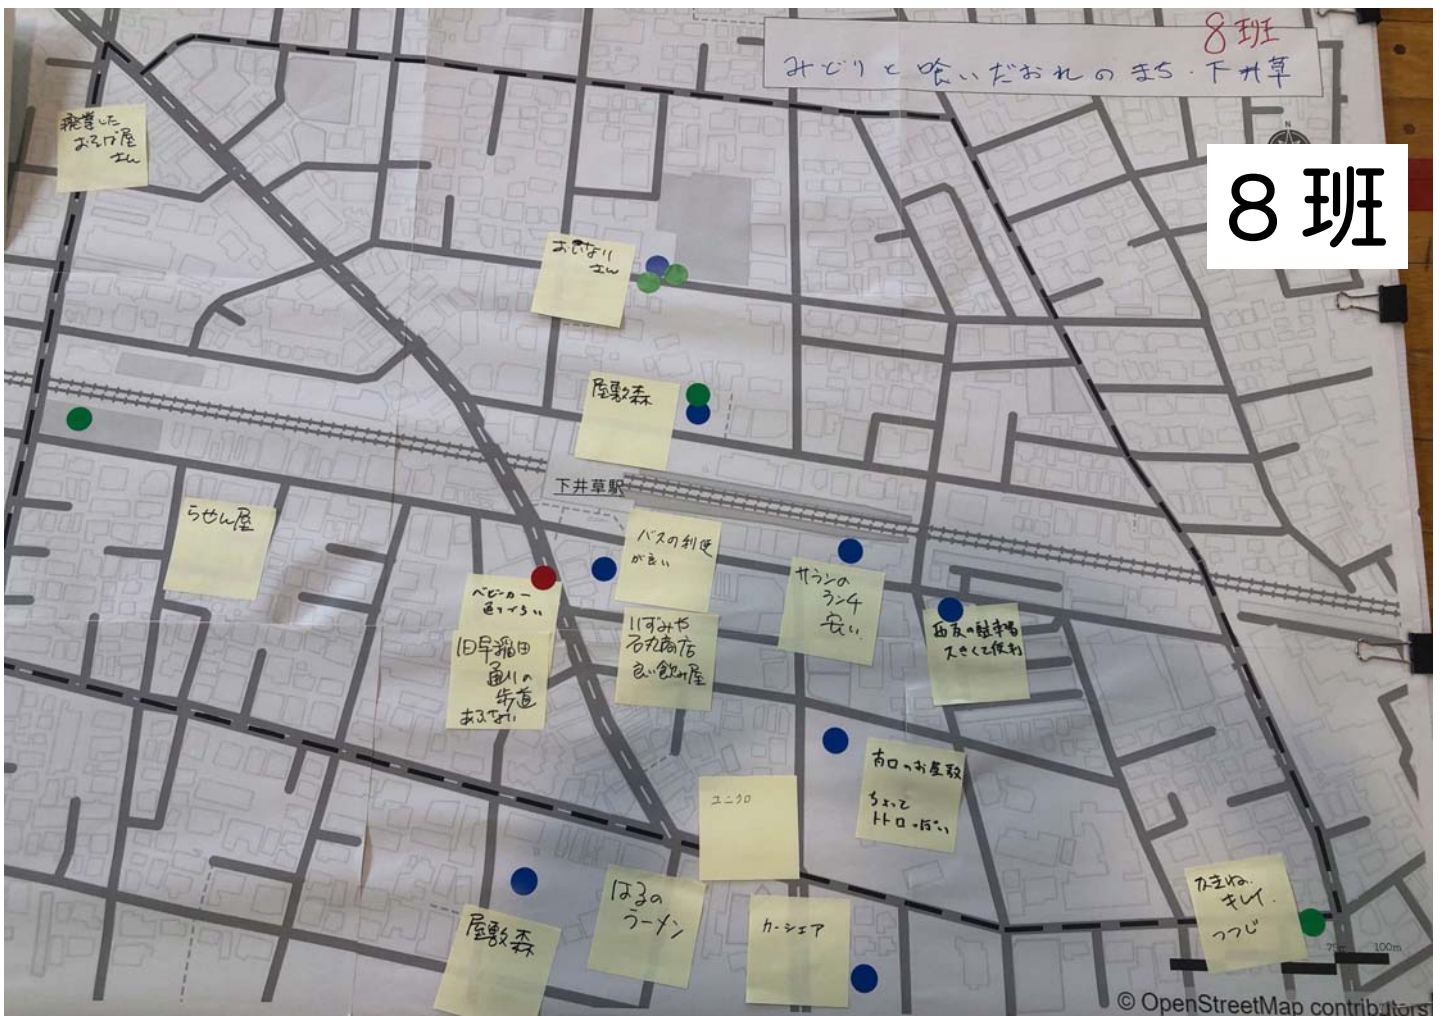 8班
みどりと喰いだおれのまち・下井草
N
8班
廃業した
おそば屋
さん
おいなり
さん
屋敷森
下井草駅
らせん屋
バスの利便
が良い
サランの
ランチ
安い
ベビーカー
通りづらい
旧早稲田
通りの
歩道
あぶない
いずみや
石丸商店
良い飲み屋
西友の駐車場
大きくて便利
南口のお屋敷
ちょって
トトロっぽい
ユニクロ
はるの
ラーメン
屋敷森
カーシェア
かきね
キレイ
つつじ
100m
© OpenStreetMap contributors